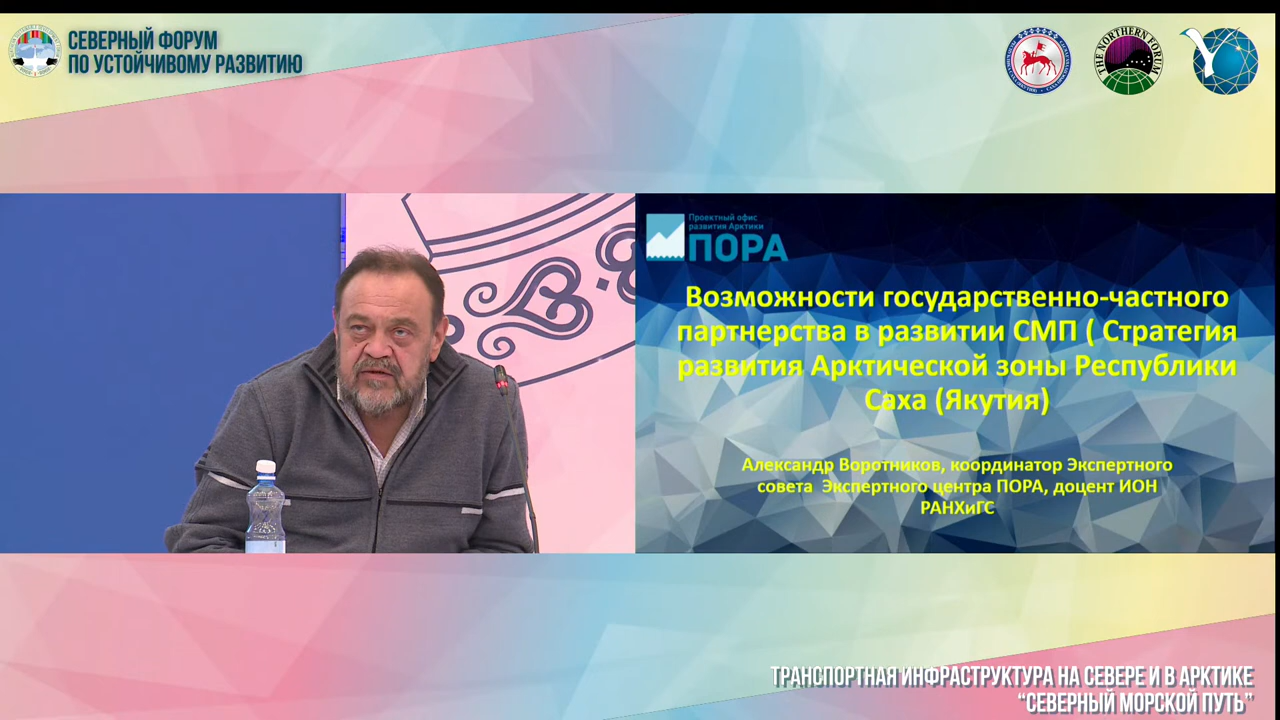 СЕВЕРНЫЙ ФОРУМ
ПО УСТОЙЧИВОМУ РАЗВИТИЮ
THE NORTHERN FORUM
Проектный офис
развития Арктики
ПОРА
Возможности государственно-частного
партнерства в развитии СМП ( Стратегия
развития Арктической зоны Республики
Саха (Якутия)
Александр Воротников, координатор Экспертного
совета Экспертного центра ПОРА, доцент ИОН
РАНХиГС
ТРАНСПОРТНАЯ ИНФРАСТРУКТУРА НА СЕВЕРЕ И В АРКТИКЕ
“СЕВЕРНЫЙ МОРСКОЙ ПУТЬ”